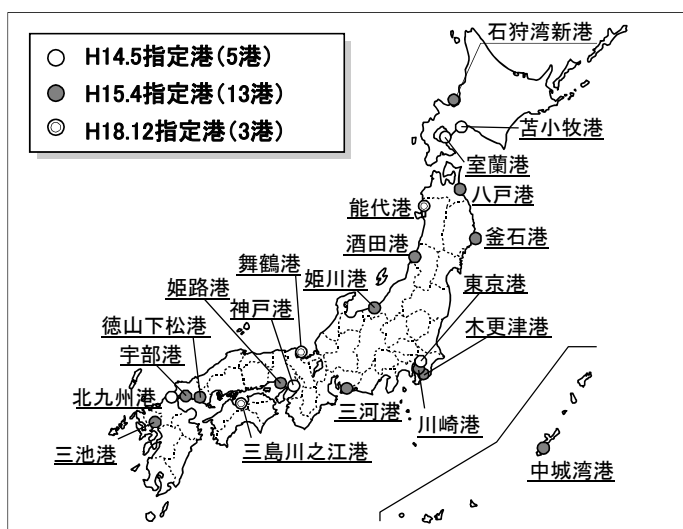 ○ H14.5指定港（5港）
● H15.4指定港（13港）
◎ H18.12指定港（3港）
石狩湾新港
苫小牧港
室蘭港
八戸港
能代港
釜石港
酒田港
舞鶴港
姫川港
東京港
姫路港
神戸港
木更津港
徳山下松港
宇部港
北九州港
三河港
川崎港
三池港
三島川之江港
中城湾港